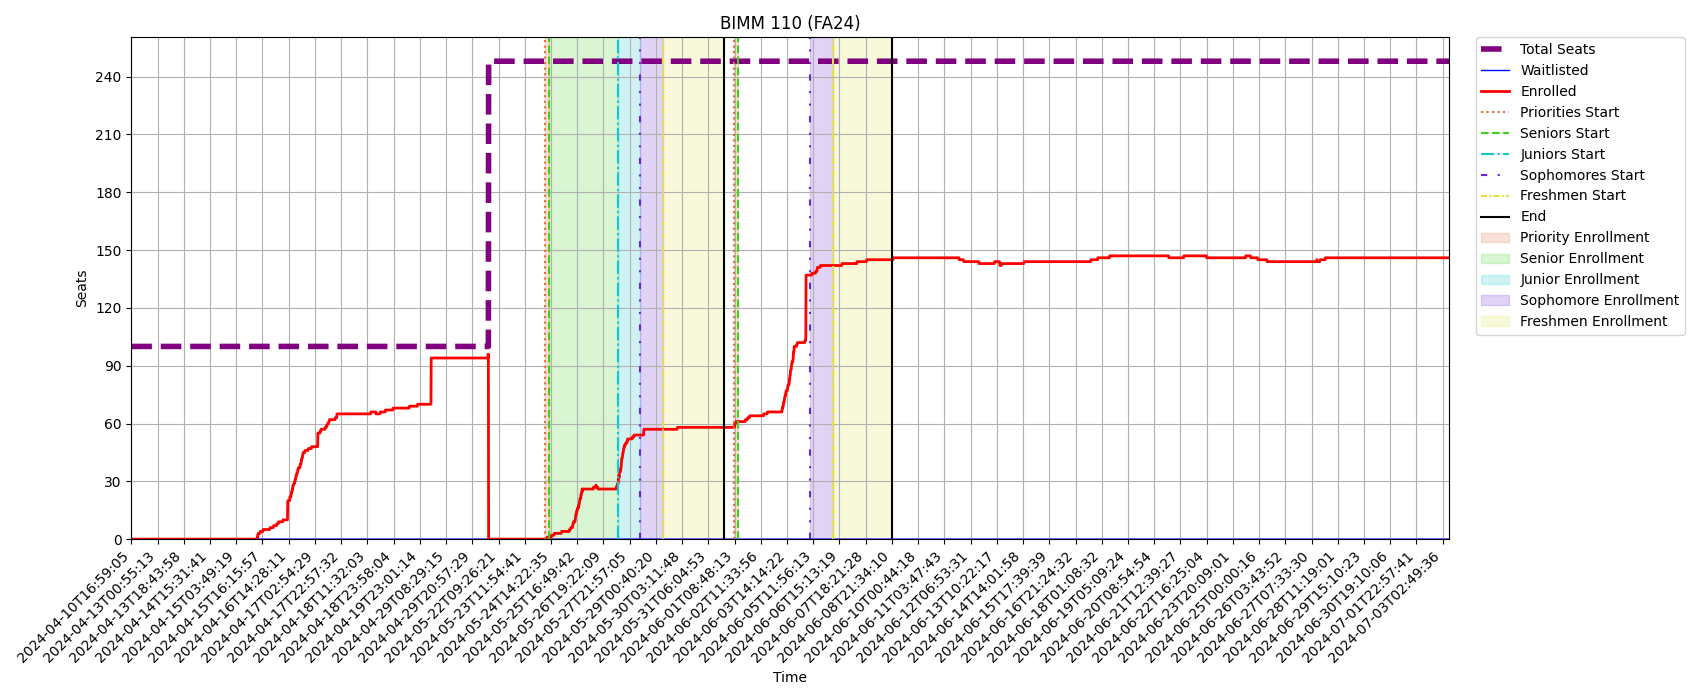 BIMM 110 (FA24)
Seats
240
210
180
150
120
90
60
30
0
2024-04-10T16:59:05
2024-04-13T00:55:13
2024-04-13T18:43:58
2024-04-14T15:31:41
2024-04-15T03:49:19
2024-04-15T16:15:57
2024-04-16T14:28:11
2024-04-17T02:54:29
2024-04-17T22:57:32
2024-04-18T11:32:03
2024-04-18T23:58:04
2024-04-19T23:01:14
2024-04-29T08:29:15
2024-04-29T20:57:29
2024-05-22T09:26:21
2024-05-23T11:54:41
2024-05-24T14:22:35
2024-05-25T16:49:42
2024-05-26T19:22:09
2024-05-27T21:57:05
2024-05-29T00:40:20
2024-05-30T03:11:48
2024-05-31T06:04:53
2024-06-01T08:48:13
2024-06-02T11:33:56
2024-06-03T14:14:22
2024-06-05T11:56:13
2024-06-06T15:13:19
2024-06-07T18:21:28
2024-06-08T21:34:10
2024-06-10T00:44:18
2024-06-11T03:47:43
2024-06-12T06:53:31
2024-06-13T10:22:17
2024-06-14T14:01:58
2024-06-15T17:39:39
2024-06-16T21:24:32
2024-06-18T01:08:32
2024-06-19T05:09:24
2024-06-20T08:54:54
2024-06-21T12:39:27
2024-06-22T16:25:04
2024-06-23T20:09:01
2024-06-25T00:00:16
2024-06-26T03:43:52
2024-06-27T07:33:30
2024-06-28T11:19:01
2024-06-29T15:10:23
2024-06-30T19:10:06
2024-07-01T22:57:41
2024-07-03T02:49:36
Time
Total Seats
Waitlisted
Enrolled
Priorities Start
Seniors Start
Juniors Start
Sophomores Start
Freshmen Start
End
Priority Enrollment
Senior Enrollment
Junior Enrollment
Sophomore Enrollment
Freshmen Enrollment